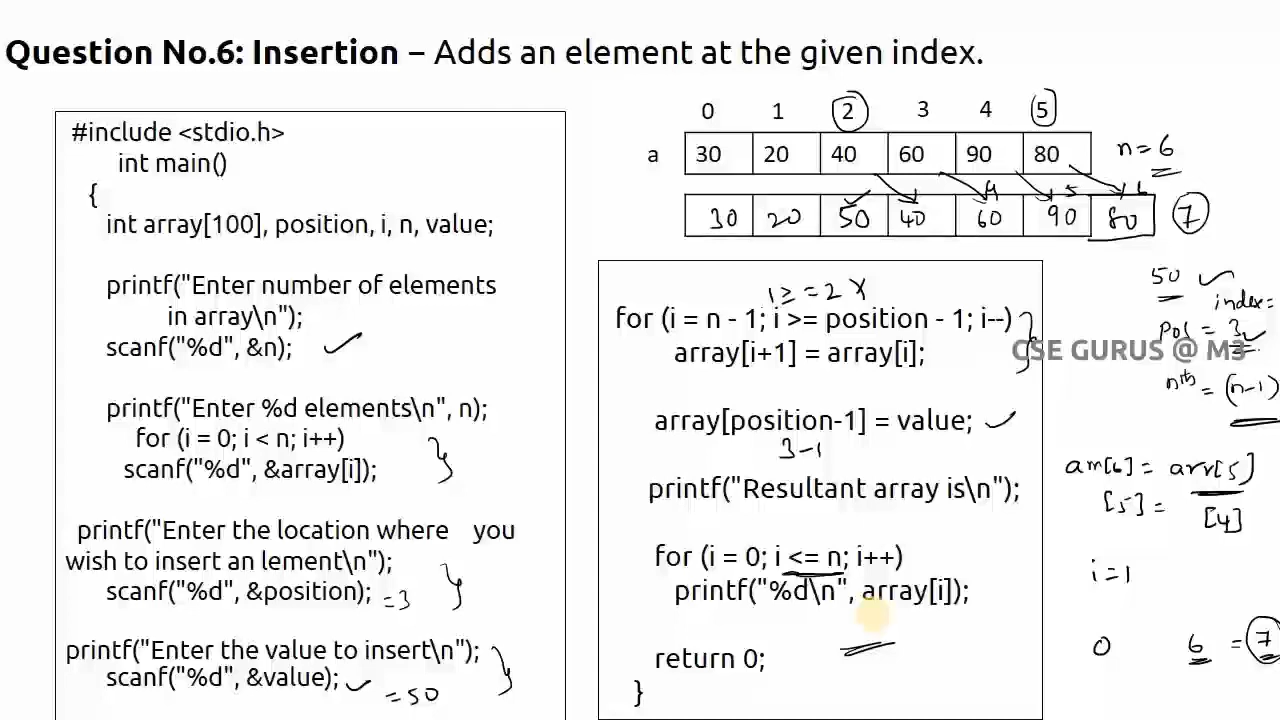 Question No.6: Insertion – Adds an element at the given index.
#include <stdio.h>
int main()
{
int array[100], position, i, n, value;
printf("Enter number of elements
in array\n");
scanf("%d", &n);
printf("Enter %d elements\n", n);
for (i = 0; i < n; i++)
scanf("%d", &array[i]);
printf("Enter the location where you
wish to insert an lement\n");
scanf("%d", &position); =3
printf("Enter the value to insert\n");
scanf("%d", &value);
=50
0 1 2 3 4 5
a 30 20 40 60 90 80 n=6
4 5 6
30 20 50 40 60 90 80 7
i>= =2 x
for (i = n - 1; i >= position - 1; i--)
array[i+1] = array[i];
array[position-1] = value;
3-1
printf("Resultant array is\n");
for (i = 0; i <= n; i++)
printf("%d\n", array[i]);
return 0;
}
50
index=
pos = 3
CSE GURUS @ M3
nth = (n-1)
arr[6] = arr[5]
[5] = [4]
i=1
0 6 =7